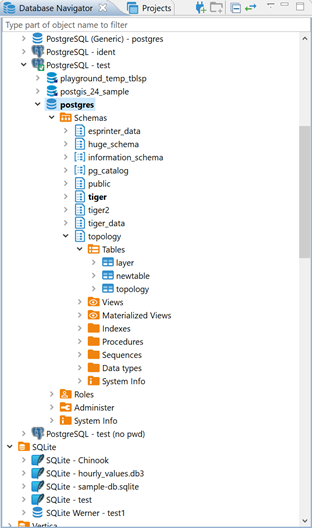 Database Navigator
Projects
Type part of object name to filter
PostgreSQL (Generic) - postgres
PostgreSQL - ident
PostgreSQL - test
playground_temp_tblsp
postgis_24_sample
postgres
Schemas
esprinter_data
huge_schema
information_schema
pg_catalog
public
tiger
tiger2
tiger_data
topology
Tables
layer
newtable
topology
Views
Materialized Views
Indexes
Procedures
Sequences
Data types
System Info
Roles
Administer
System Info
PostgreSQL - test (no pwd)
SQLite
SQLite - Chinook
SQLite - hourly_values.db3
SQLite - sample-db.sqlite
SQLite - test
SQLite Werner - test1
Vertica